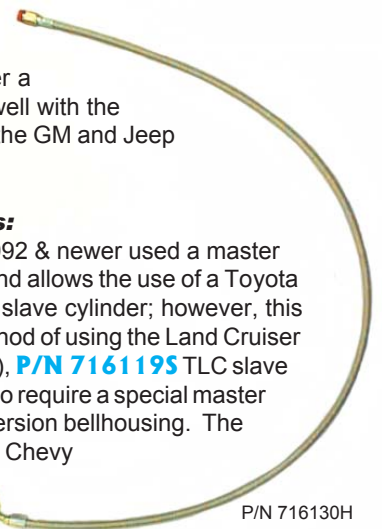 er a
well with the
the GM and Jeep
s:
992 & newer used a master
nd allows the use of a Toyota
slave cylinder; however, this
hod of using the Land Cruiser
), P/N 716119S TLC slave
o require a special master
ersion bellhousing. The
Chevy
P/N 716130H